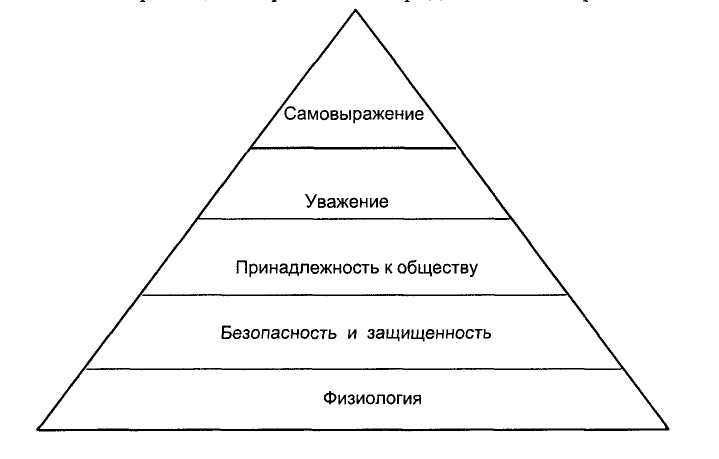 Самовыражение
Уважение
Принадлежность к обществу
Безопасность и защищенность
Физиология